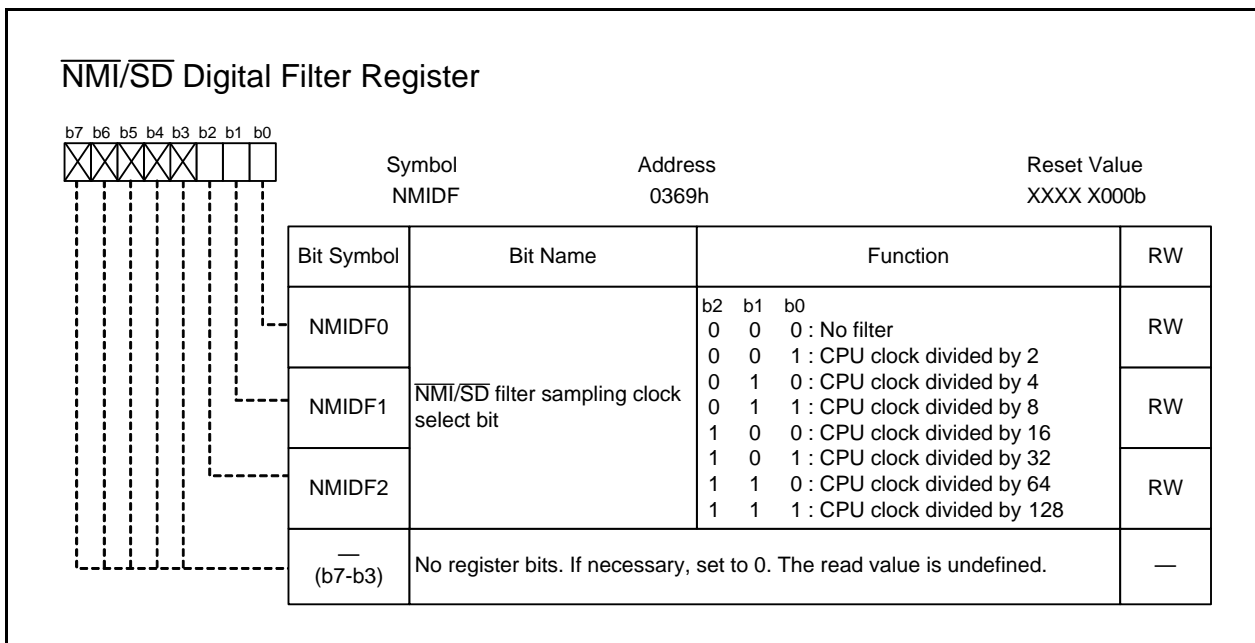 N̅M̅I̅/S̅D̅ Digital Filter Register
b7 b6 b5 b4 b3 b2 b1 b0
Symbol Address Reset Value
NMIDF 0369h XXXX X000b
Bit Symbol Bit Name Function RW
NMIDF0
NMIDF1
NMIDF2
N̅M̅I̅/S̅D̅ filter sampling clock
select bit
b2 b1 b0
0 0 0 : No filter
0 0 1 : CPU clock divided by 2
0 1 0 : CPU clock divided by 4
0 1 1 : CPU clock divided by 8
1 0 0 : CPU clock divided by 16
1 0 1 : CPU clock divided by 32
1 1 0 : CPU clock divided by 64
1 1 1 : CPU clock divided by 128
RW
RW
RW
—
(b7-b3)
No register bits. If necessary, set to 0. The read value is undefined.
—